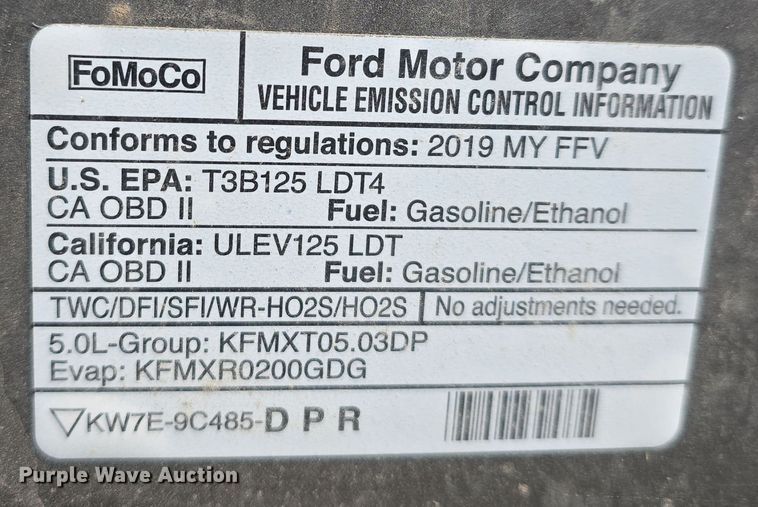 FoMoCo
Ford Motor Company
VEHICLE EMISSION CONTROL INFORMATION
Conforms to regulations: 2019 MY FFV
U.S. EPA: T3B125 LDT4
CA OBD II Fuel: Gasoline/Ethanol
California: ULEV125 LDT
CA OBD II Fuel: Gasoline/Ethanol
TWC/DFI/SFI/WR-HO2S/HO2S No adjustments needed.
5.0L-Group: KFMXT05.03DP
Evap: KFMXR0200GDG
KW7E-9C485-D P R
Purple Wave Auction